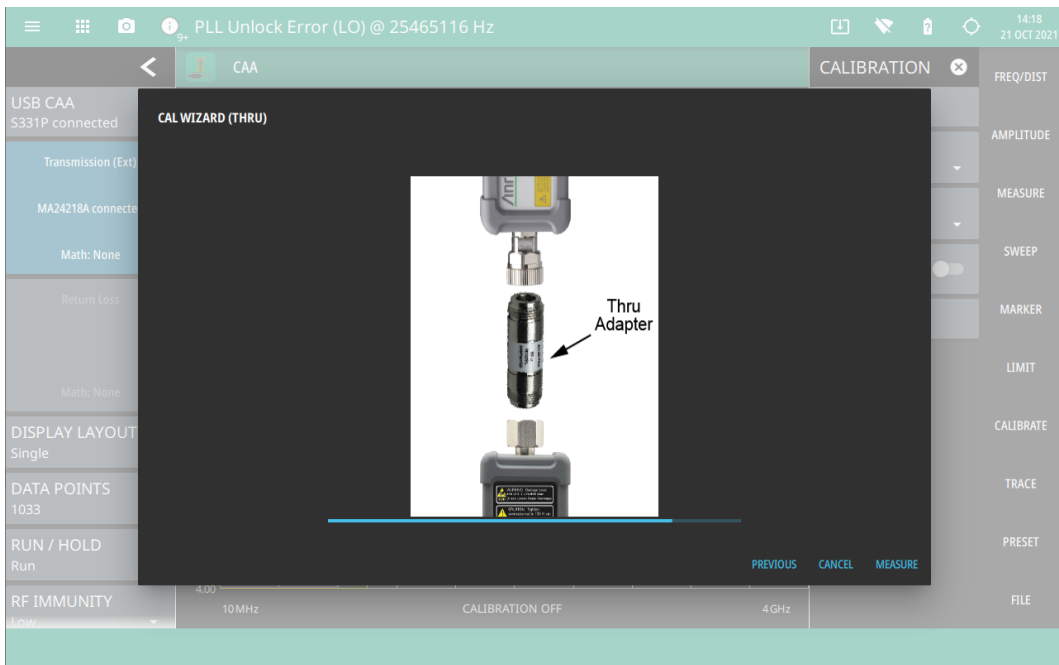 9+ PLL Unlock Error (LO) @ 25465116 Hz
14:18
21 OCT 2021
CAA
CALIBRATION
USB CAA
S331P connected
Transmission (Ext)
MA24218A connecte
Math: None
Return Loss
Math: None
DISPLAY LAYOUT
Single
DATA POINTS
1033
RUN / HOLD
Run
RF IMMUNITY
Low
CAL WIZARD (THRU)
Thru
Adapter
PREVIOUS CANCEL MEASURE
4.00
10MHz CALIBRATION OFF 4GHz
FREQ/DIST
AMPLITUDE
MEASURE
SWEEP
MARKER
LIMIT
CALIBRATE
TRACE
PRESET
FILE